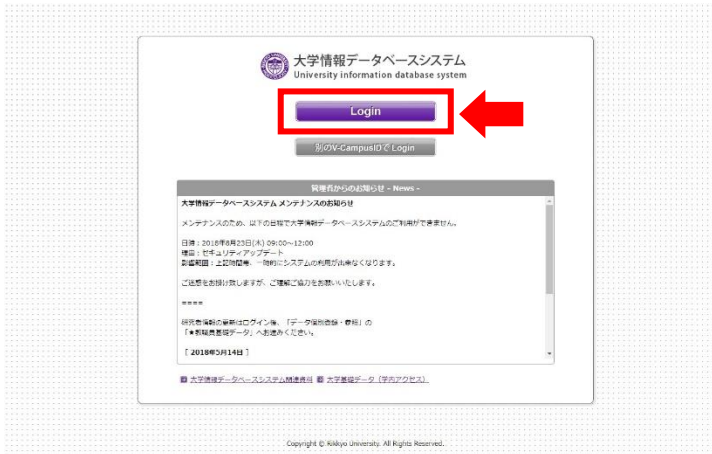 大学情報データベースシステム
University information database system
Login
別のV-CampusIDで Login
管理者からのお知らせ - News -
大学情報データベースシステム メンテナンスのお知らせ
メンテナンスのため、以下の日程で大学情報データベースシステムのご利用ができません。
日時：2018年8月23日(木) 09:00～12:00
理由：セキュリティアップデート
影響範囲：上記時間帯、一時的にシステムの利用が出来なくなります。
ご迷惑をお掛け致しますが、ご理解ご協力をお願いいたします。
====
研究者情報の更新はログイン後、「データ個別登録・参照」の
「★教職員基礎データ」へお進みください。
[ 2018年5月14日 ]
大学情報データベースシステム関連資料 大学基礎データ（学内アクセス）
Copyright © Rikkyo University. All Rights Reserved.